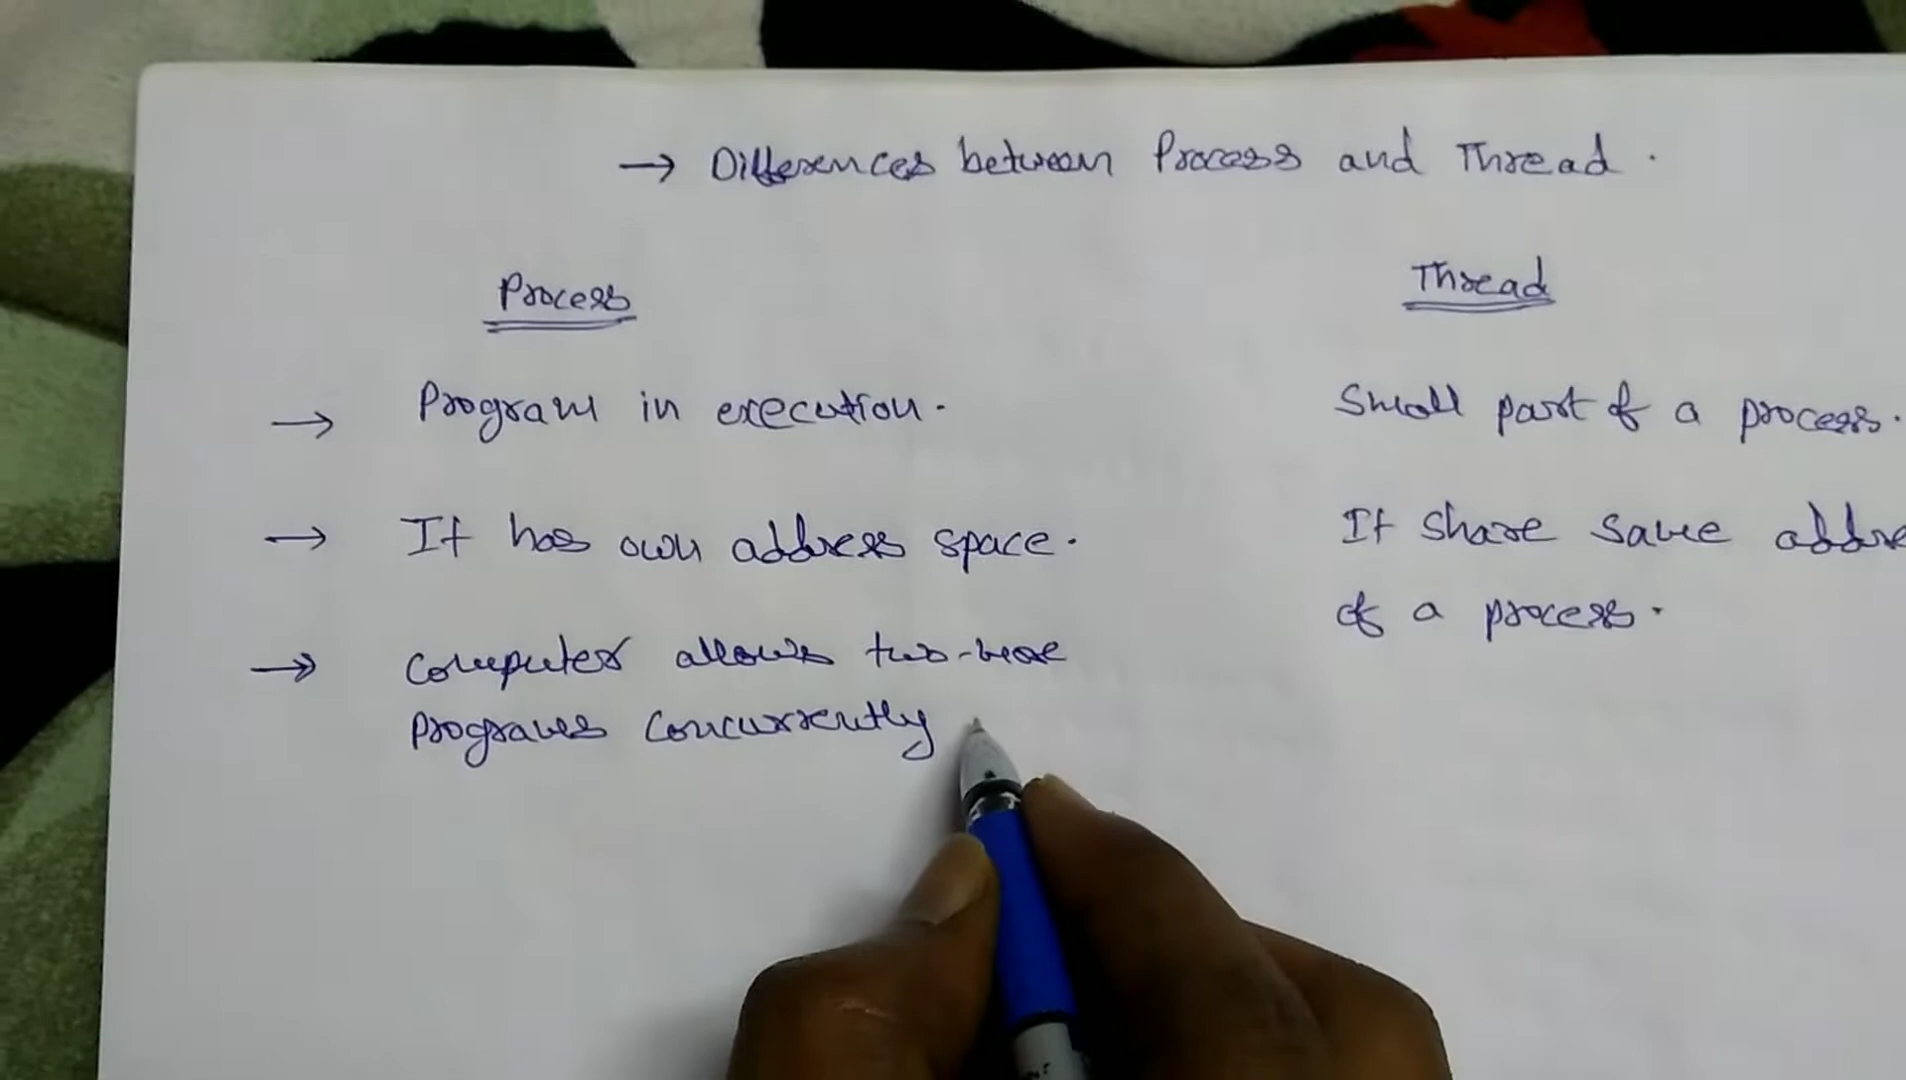 → Differences between Process and Thread.
Process
Thread
→ Program in execution.
Small part of a process.
→ It has own address space.
It share same addre
of a process.
→ Computer allows two-more
programs concurrently